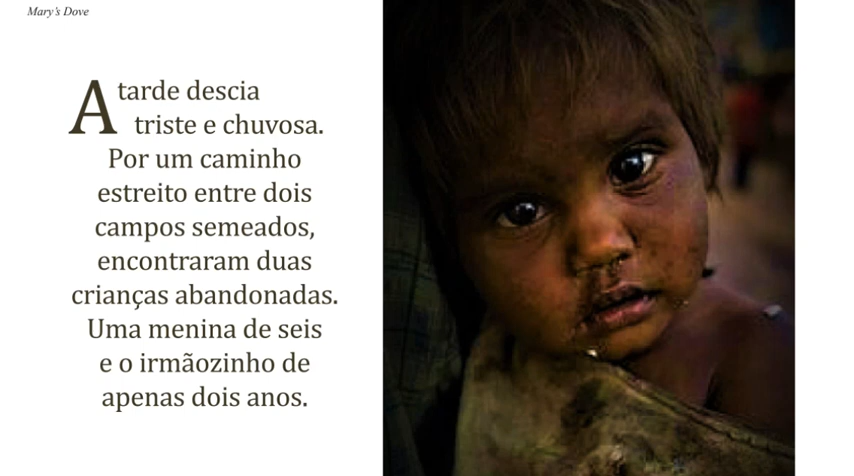 Mary's Dove
A tarde descia
triste e chuvosa.
Por um caminho
estreito entre dois
campos semeados,
encontraram duas
crianças abandonadas.
Uma menina de seis
e o irmãozinho de
apenas dois anos.